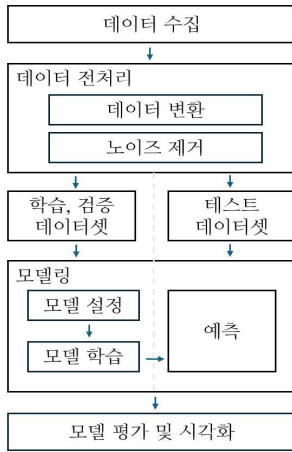 데이터 수집
데이터 전처리
데이터 변환
노이즈 제거
학습, 검증
데이터셋
테스트
데이터셋
모델링
모델 설정
모델 학습
예측
모델 평가 및 시각화